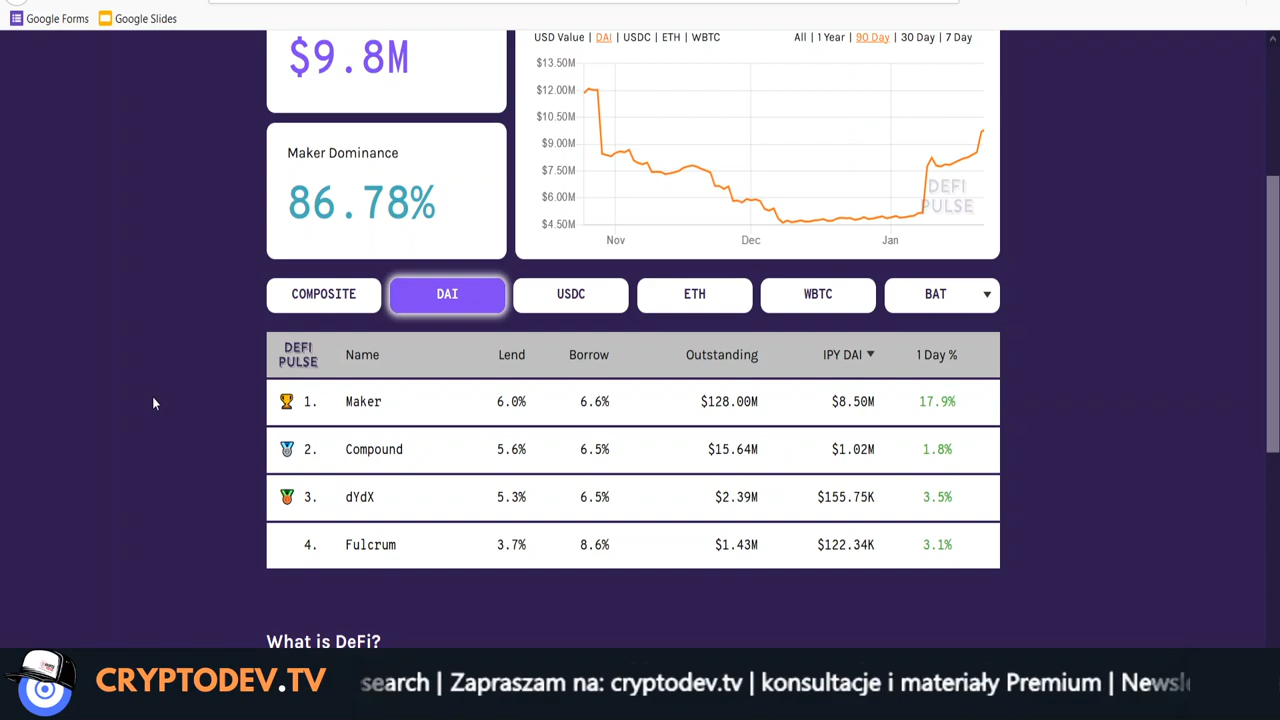 Google Forms Google Slides
$9.8M
USD Value | DAI | USDC | ETH | WBTC All | 1 Year | 90 Day | 30 Day | 7 Day
$13.50M
$12.00M
$10.50M
$9.00M
$7.50M
$6.00M
$4.50M
Nov Dec Jan
DEFI
PULSE
Maker Dominance
86.78%
COMPOSITE DAI USDC ETH WBTC BAT
DEFI PULSE Name Lend Borrow Outstanding IPY DAI 1 Day %
1. Maker 6.0% 6.6% $128.00M $8.50M 17.9%
2. Compound 5.6% 6.5% $15.64M $1.02M 1.8%
3. dYdX 5.3% 6.5% $2.39M $155.75K 3.5%
4. Fulcrum 3.7% 8.6% $1.43M $122.34K 3.1%
What is DeFi?
CRYPTODEV.TV search | Zapraszam na: cryptodev.tv | konsultacje i materiały Premium | Newsl